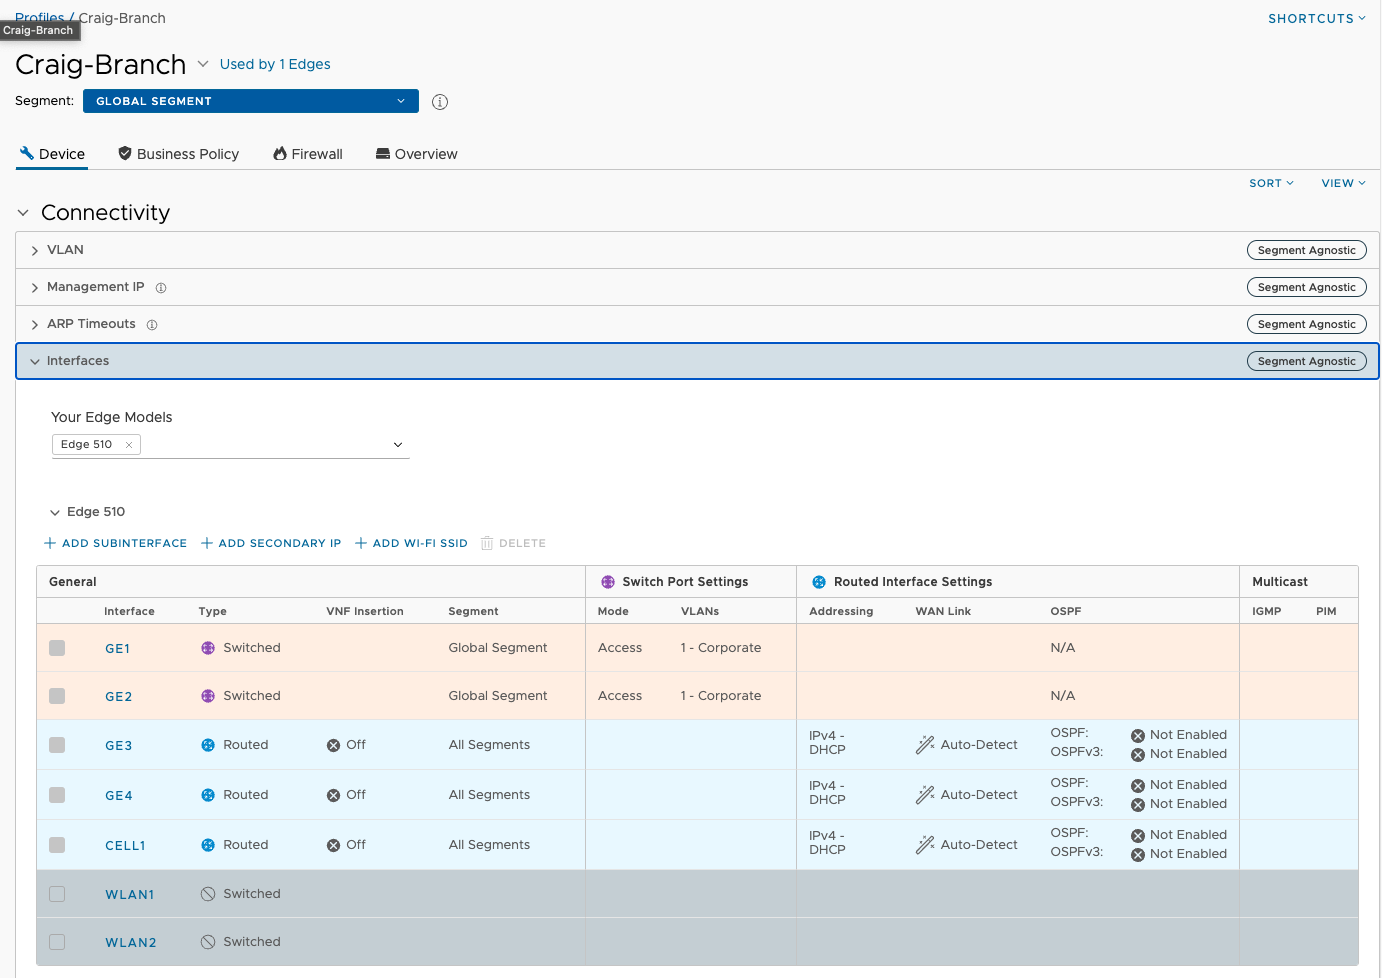 Profiles / Craig-Branch
SHORTCUTS
Craig-Branch
Craig-Branch
Used by 1 Edges
Segment:
GLOBAL SEGMENT
Device
Business Policy
Firewall
Overview
SORT
VIEW
Connectivity
VLAN
Segment Agnostic
Management IP
Segment Agnostic
ARP Timeouts
Segment Agnostic
Interfaces
Segment Agnostic
Your Edge Models
Edge 510
Edge 510
ADD SUBINTERFACE
ADD SECONDARY IP
ADD WI-FI SSID
DELETE
General
Switch Port Settings
Routed Interface Settings
Multicast
Interface Type VNF Insertion Segment Mode VLANs Addressing WAN Link OSPF IGMP PIM
GE1 Switched Global Segment Access 1 - Corporate N/A
GE2 Switched Global Segment Access 1 - Corporate N/A
GE3 Routed Off All Segments IPv4 - DHCP Auto-Detect OSPF: Not Enabled
OSPFv3: Not Enabled
GE4 Routed Off All Segments IPv4 - DHCP Auto-Detect OSPF: Not Enabled
OSPFv3: Not Enabled
CELL1 Routed Off All Segments IPv4 - DHCP Auto-Detect OSPF: Not Enabled
OSPFv3: Not Enabled
WLAN1 Switched
WLAN2 Switched